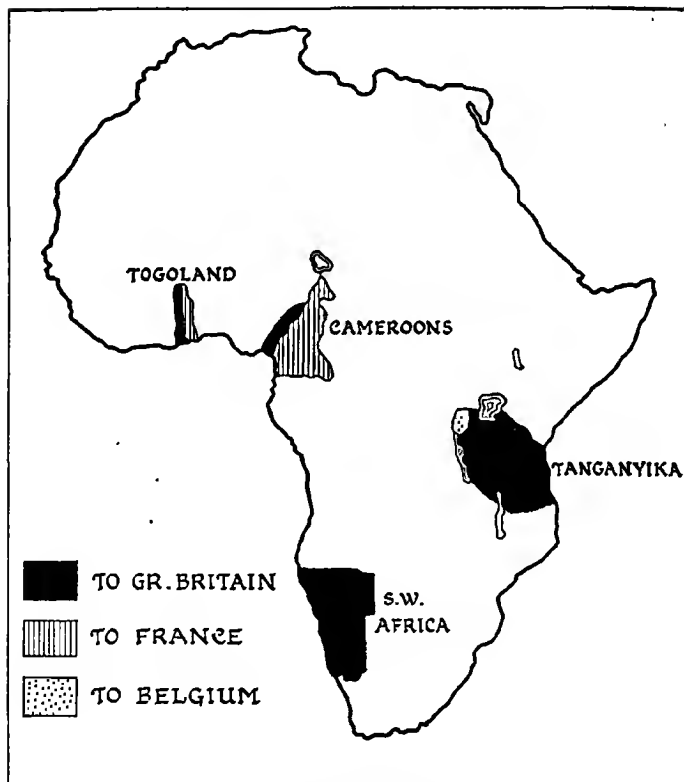 TOGOLAND
CAMEROONS
TANGANYIKA
S.W.
AFRICA
TO GR. BRITAIN
TO FRANCE
TO BELGIUM